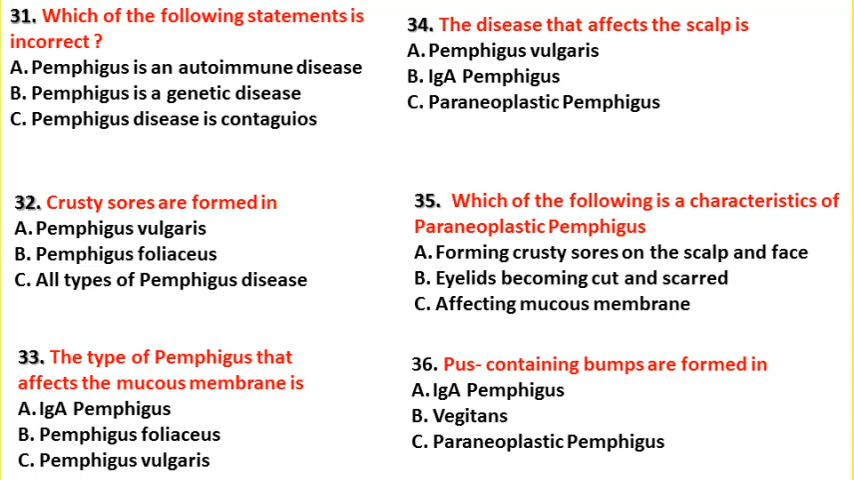 31. Which of the following statements is
incorrect ?
A. Pemphigus is an autoimmune disease
B. Pemphigus is a genetic disease
C. Pemphigus disease is contaguios
32. Crusty sores are formed in
A. Pemphigus vulgaris
B. Pemphigus foliaceus
C. All types of Pemphigus disease
33. The type of Pemphigus that
affects the mucous membrane is
A. IgA Pemphigus
B. Pemphigus foliaceus
C. Pemphigus vulgaris
34. The disease that affects the scalp is
A. Pemphigus vulgaris
B. IgA Pemphigus
C. Paraneoplastic Pemphigus
35. Which of the following is a characteristics of
Paraneoplastic Pemphigus
A. Forming crusty sores on the scalp and face
B. Eyelids becoming cut and scarred
C. Affecting mucous membrane
36. Pus- containing bumps are formed in
A. IgA Pemphigus
B. Vegitans
C. Paraneoplastic Pemphigus